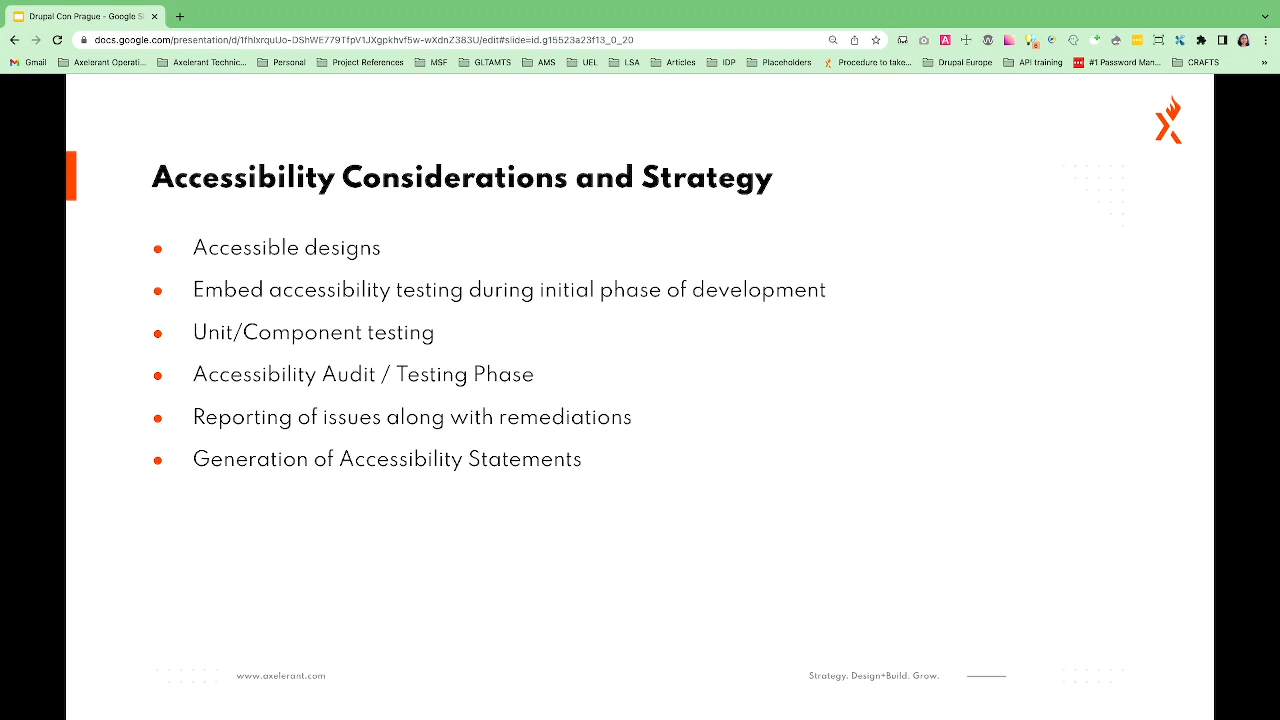 Drupal Con Prague - Google Sl
docs.google.com/presentation/d/1fhIxrquUo-DShWE779TfpV1JXgpkhvf5w-wXdnZ383U/edit#slide=id.g15523a23f13_0_20
Gmail Axelerant Operati... Axelerant Technic... Personal Project References MSF GLTAMTS AMS UEL LSA Articles IDP Placeholders Procedure to take... Drupal Europe API training #1 Password Man... CRAFTS »
Accessibility Considerations and Strategy
● Accessible designs
● Embed accessibility testing during initial phase of development
● Unit/Component testing
● Accessibility Audit / Testing Phase
● Reporting of issues along with remediations
● Generation of Accessibility Statements
www.axelerant.com
Strategy. Design+Build. Grow.